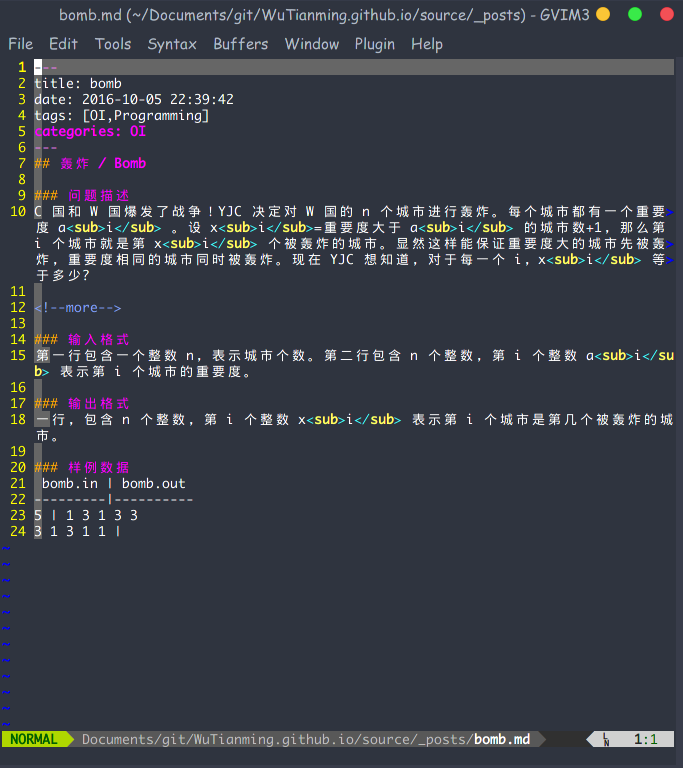 bomb.md (~/Documents/git/WuTianming.github.io/source/_posts) - GVIM3
File Edit Tools Syntax Buffers Window Plugin Help
1 ---
2 title: bomb
3 date: 2016-10-05 22:39:42
4 tags: [OI,Programming]
5 categories: OI
6 ---
7 ## 轰炸 / Bomb
8
9 ### 问题描述
10 C 国和 W 国爆发了战争！YJC 决定对 W 国的 n 个城市进行轰炸。每个城市都有一个重要
度 a<sub>i</sub> 。设 x<sub>i</sub>=重要度大于 a<sub>i</sub> 的城市数+1，那么第
i 个城市就是第 x<sub>i</sub> 个被轰炸的城市。显然这样能保证重要度大的城市先被轰
炸，重要度相同的城市同时被轰炸。现在 YJC 想知道，对于每一个 i，x<sub>i</sub> 等
于多少？
11
12 <!--more-->
13
14 ### 输入格式
15 第一行包含一个整数 n，表示城市个数。第二行包含 n 个整数，第 i 个整数 a<sub>i</su
b> 表示第 i 个城市的重要度。
16
17 ### 输出格式
18 一行，包含 n 个整数，第 i 个整数 x<sub>i</sub> 表示第 i 个城市是第几个被轰炸的城
市。
19
20 ### 样例数据
21 bomb.in | bomb.out
22 ---------|----------
23 5 | 1 3 1 3 3
24 3 1 3 1 1 |
~
~
~
~
~
~
~
~
~
~
~
~
NORMAL Documents/git/WuTianming.github.io/source/_posts/bomb.md LN 1:1